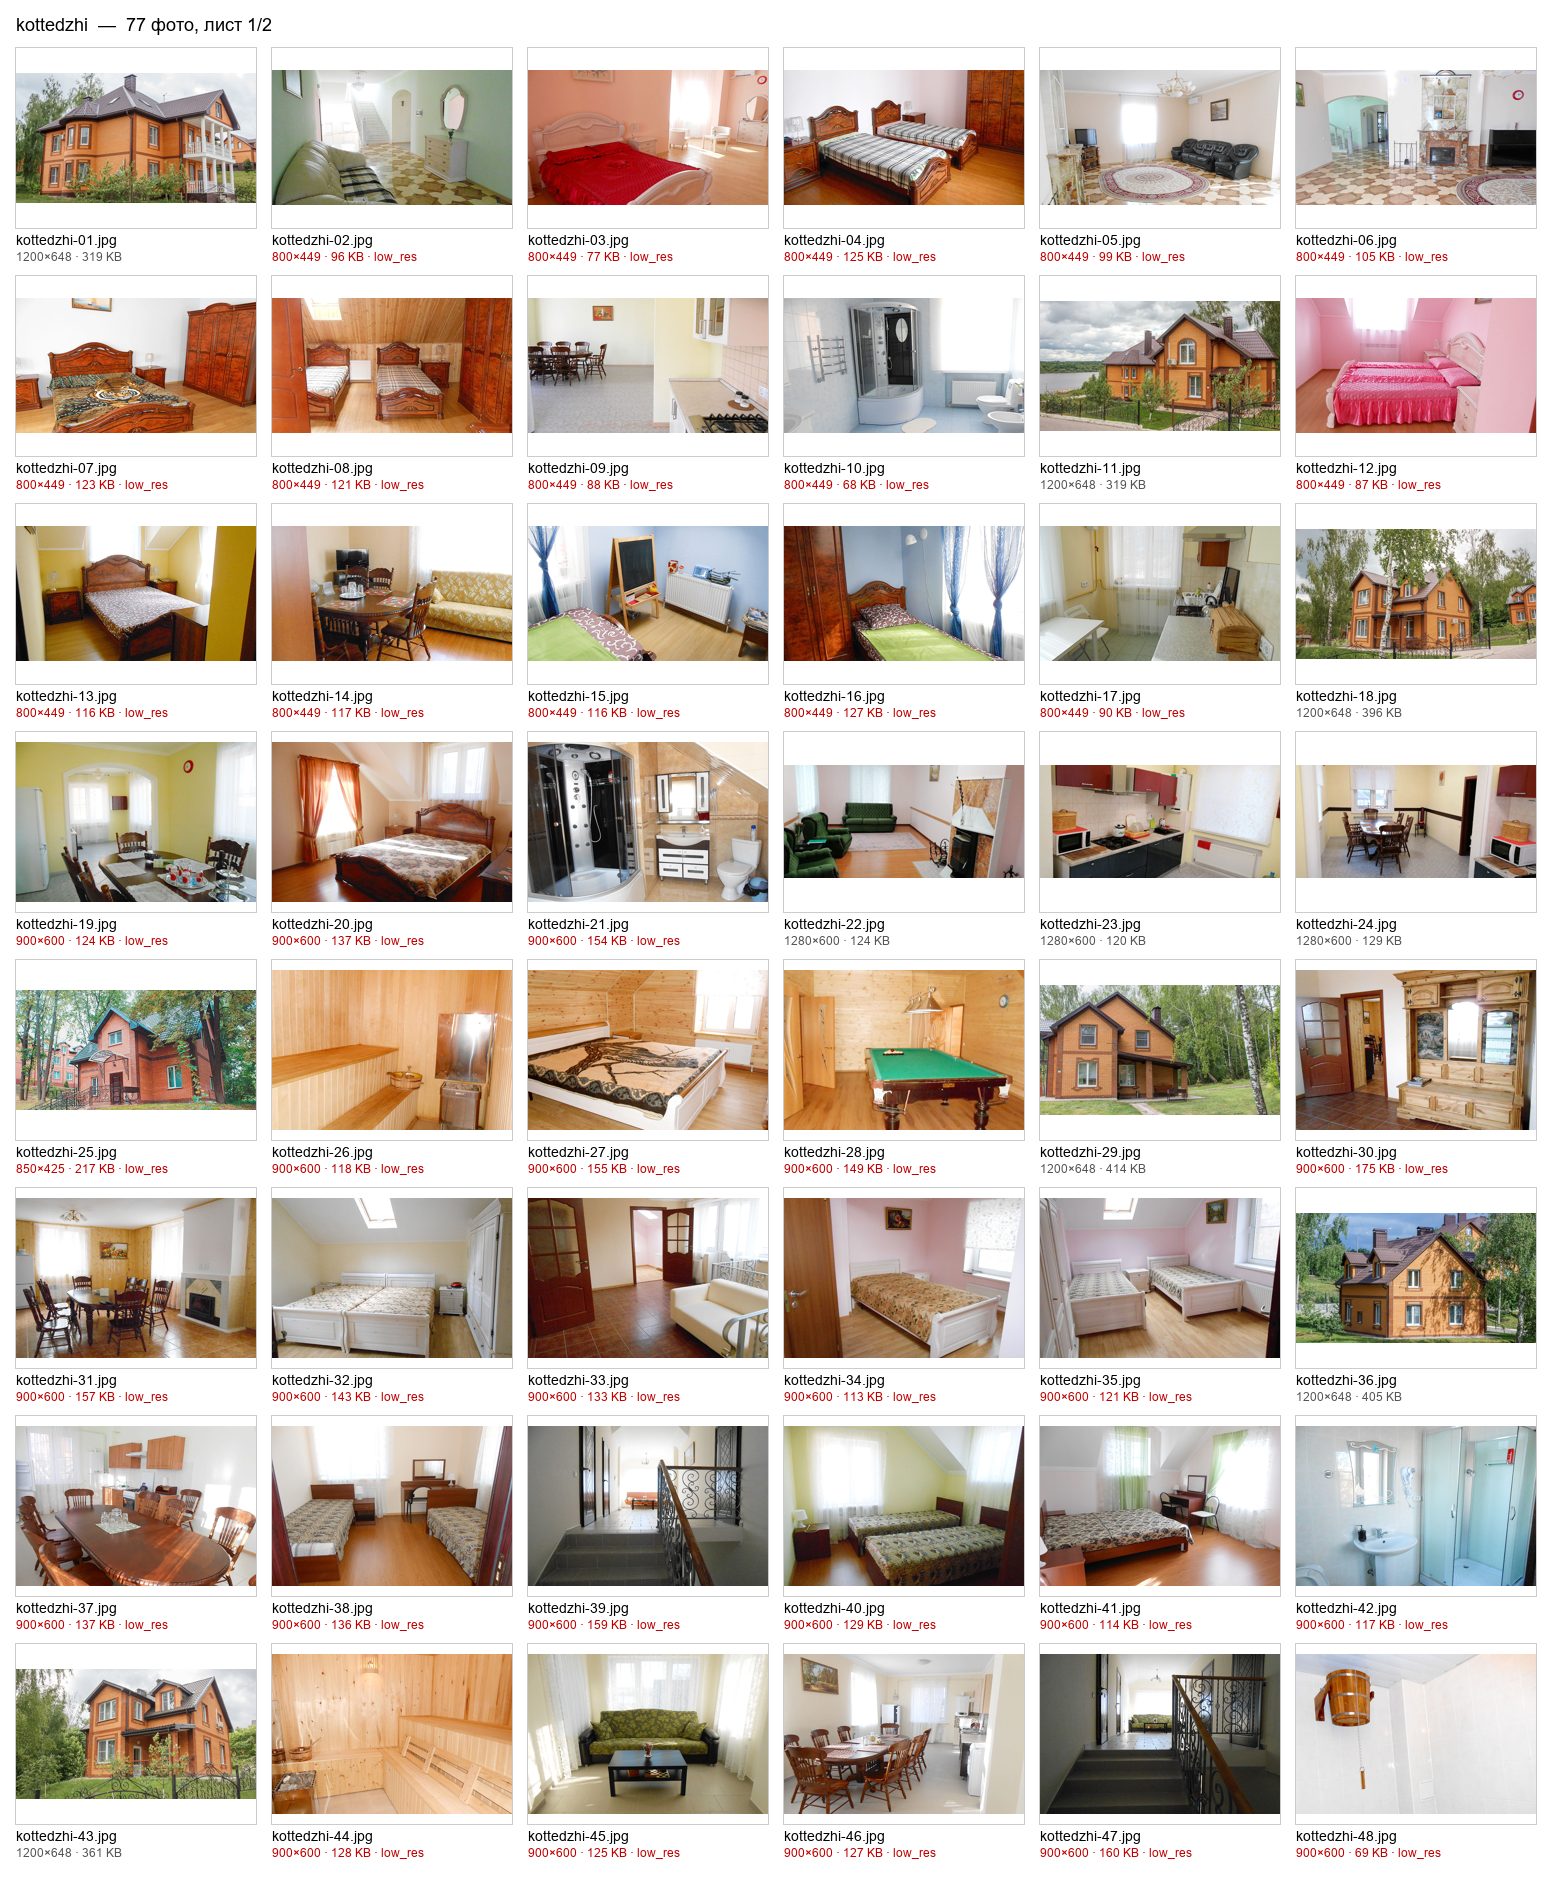 kottedzhi — 77 фото, лист 1/2
kottedzhi-01.jpg
1200×648 · 319 KB
kottedzhi-02.jpg
800×449 · 96 KB · low_res
kottedzhi-03.jpg
800×449 · 77 KB · low_res
kottedzhi-04.jpg
800×449 · 125 KB · low_res
kottedzhi-05.jpg
800×449 · 99 KB · low_res
kottedzhi-06.jpg
800×449 · 105 KB · low_res
kottedzhi-07.jpg
800×449 · 123 KB · low_res
kottedzhi-08.jpg
800×449 · 121 KB · low_res
kottedzhi-09.jpg
800×449 · 88 KB · low_res
kottedzhi-10.jpg
800×449 · 68 KB · low_res
kottedzhi-11.jpg
1200×648 · 319 KB
kottedzhi-12.jpg
800×449 · 87 KB · low_res
kottedzhi-13.jpg
800×449 · 116 KB · low_res
kottedzhi-14.jpg
800×449 · 117 KB · low_res
kottedzhi-15.jpg
800×449 · 116 KB · low_res
kottedzhi-16.jpg
800×449 · 127 KB · low_res
kottedzhi-17.jpg
800×449 · 90 KB · low_res
kottedzhi-18.jpg
1200×648 · 396 KB
kottedzhi-19.jpg
900×600 · 124 KB · low_res
kottedzhi-20.jpg
900×600 · 137 KB · low_res
kottedzhi-21.jpg
900×600 · 154 KB · low_res
kottedzhi-22.jpg
1280×600 · 124 KB
kottedzhi-23.jpg
1280×600 · 120 KB
kottedzhi-24.jpg
1280×600 · 129 KB
kottedzhi-25.jpg
850×425 · 217 KB · low_res
kottedzhi-26.jpg
900×600 · 118 KB · low_res
kottedzhi-27.jpg
900×600 · 155 KB · low_res
kottedzhi-28.jpg
900×600 · 149 KB · low_res
kottedzhi-29.jpg
1200×648 · 414 KB
kottedzhi-30.jpg
900×600 · 175 KB · low_res
kottedzhi-31.jpg
900×600 · 157 KB · low_res
kottedzhi-32.jpg
900×600 · 143 KB · low_res
kottedzhi-33.jpg
900×600 · 133 KB · low_res
kottedzhi-34.jpg
900×600 · 113 KB · low_res
kottedzhi-35.jpg
900×600 · 121 KB · low_res
kottedzhi-36.jpg
1200×648 · 405 KB
kottedzhi-37.jpg
900×600 · 137 KB · low_res
kottedzhi-38.jpg
900×600 · 136 KB · low_res
kottedzhi-39.jpg
900×600 · 159 KB · low_res
kottedzhi-40.jpg
900×600 · 129 KB · low_res
kottedzhi-41.jpg
900×600 · 114 KB · low_res
kottedzhi-42.jpg
900×600 · 117 KB · low_res
kottedzhi-43.jpg
1200×648 · 361 KB
kottedzhi-44.jpg
900×600 · 128 KB · low_res
kottedzhi-45.jpg
900×600 · 125 KB · low_res
kottedzhi-46.jpg
900×600 · 127 KB · low_res
kottedzhi-47.jpg
900×600 · 160 KB · low_res
kottedzhi-48.jpg
900×600 · 69 KB · low_res